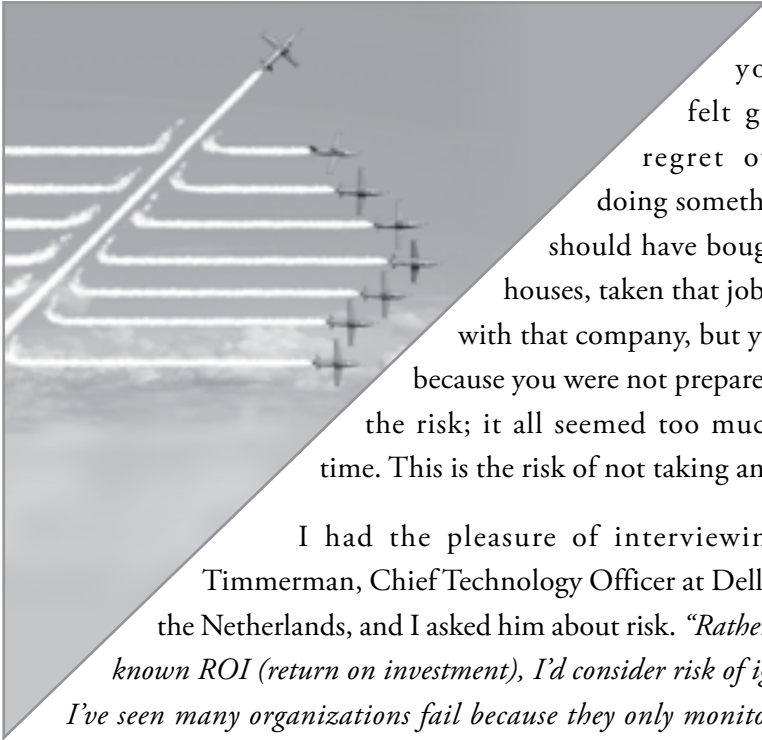 yo
felt g
regret ov
doing someth
should have boug
houses, taken that job
with that company, but y
because you were not prepare
the risk; it all seemed too muc
time. This is the risk of not taking an
I had the pleasure of interviewin
Timmerman, Chief Technology Officer at Dell
the Netherlands, and I asked him about risk. “Rathe
known ROI (return on investment), I’d consider risk of ig
I’ve seen many organizations fail because they only monito